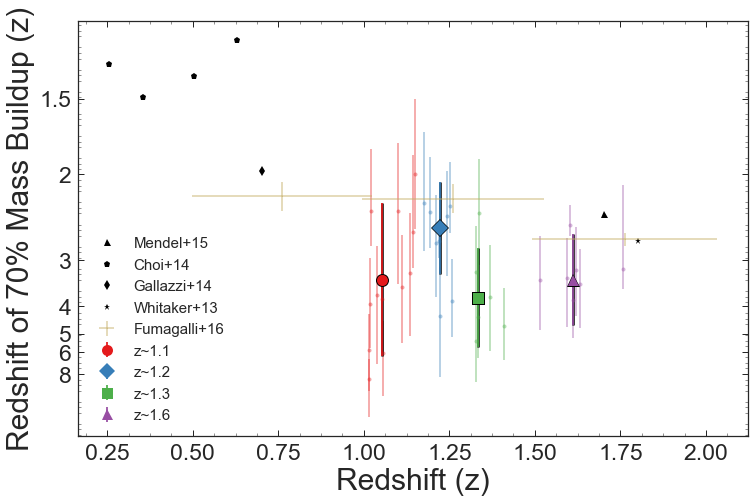 Redshift of 70% Mass Buildup (z)
1.5
2
3
4
5
6
8
Mendel+15
Choi+14
Gallazzi+14
Whitaker+13
Fumagalli+16
z~1.1
z~1.2
z~1.3
z~1.6
0.25 0.50 0.75 1.00 1.25 1.50 1.75 2.00
Redshift (z)